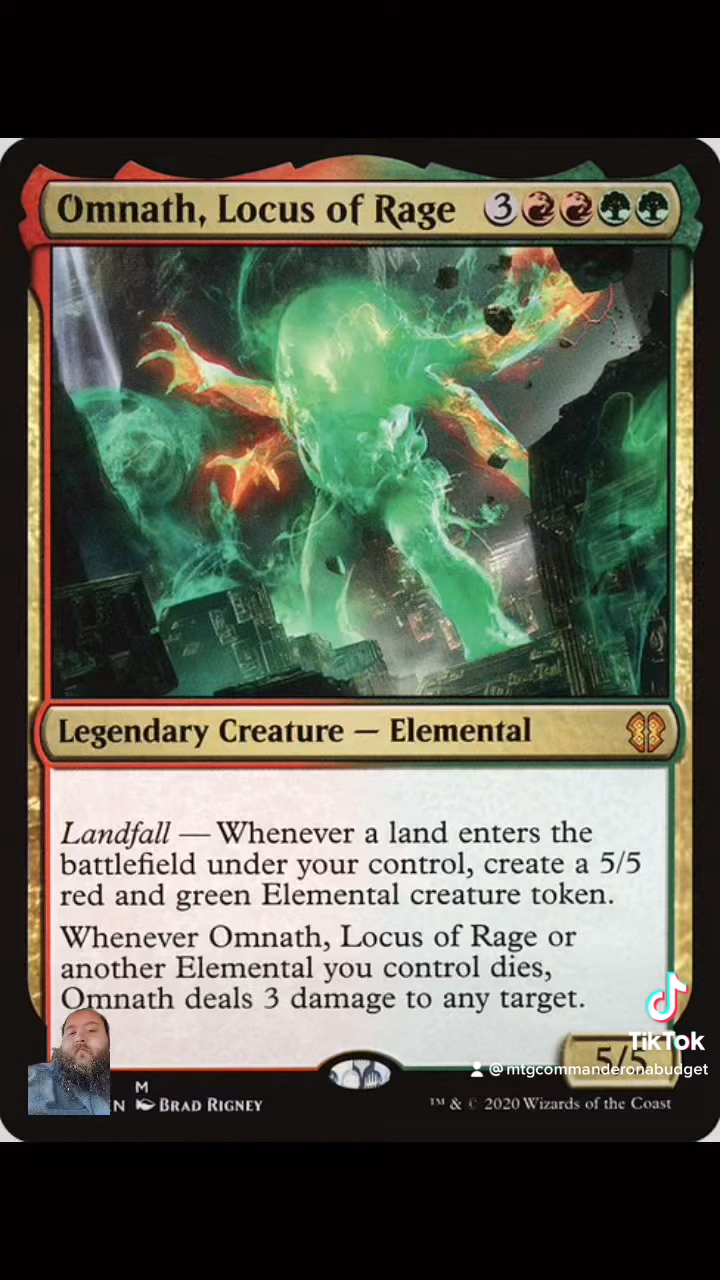 Omnath, Locus of Rage 3
Legendary Creature — Elemental
Landfall — Whenever a land enters the
battlefield under your control, create a 5/5
red and green Elemental creature token.
Whenever Omnath, Locus of Rage or
another Elemental you control dies,
Omnath deals 3 damage to any target.
TikTok
5/5
@mtgcommanderonabudget
M
N BRAD RIGNEY
™ & © 2020 Wizards of the Coast